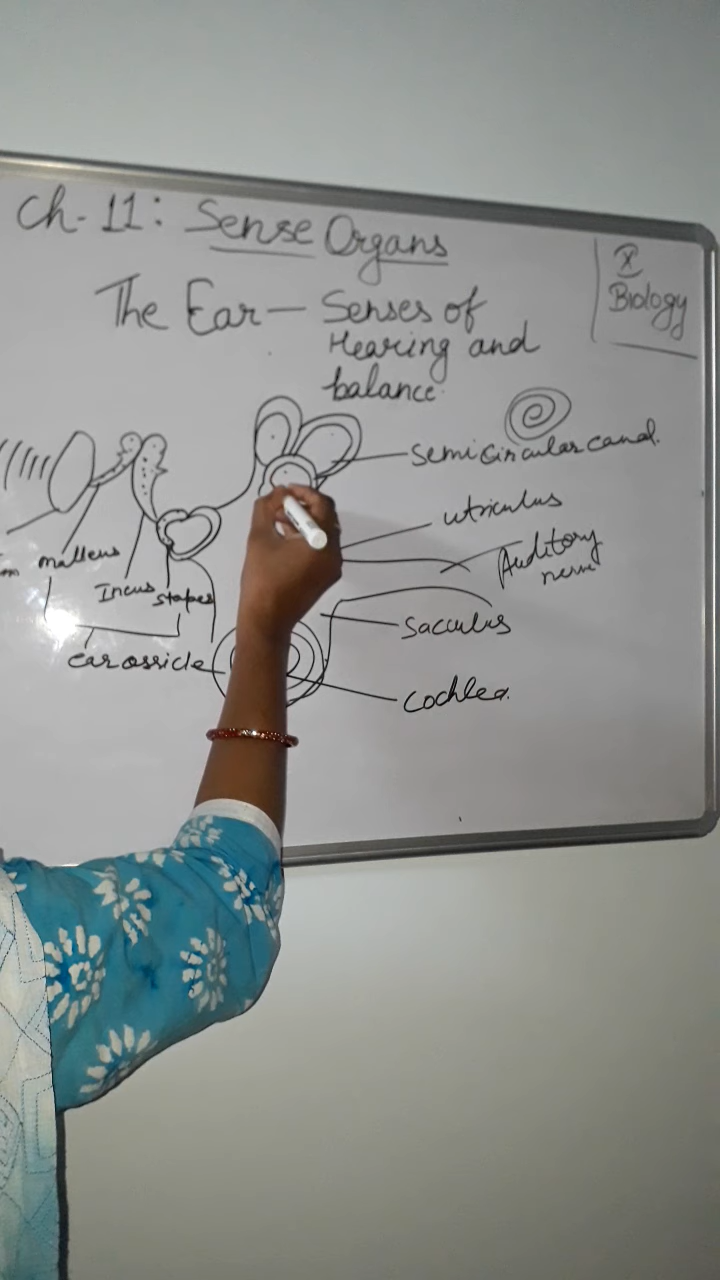 Ch-11: Sense Organs
X
Biology
The Ear — Senses of
Hearing and
balance.
Semicircular canal.
utriculus
Auditory
nerve
malleus
Incus
stapes
Sacculus
ear ossicle
Cochlea.